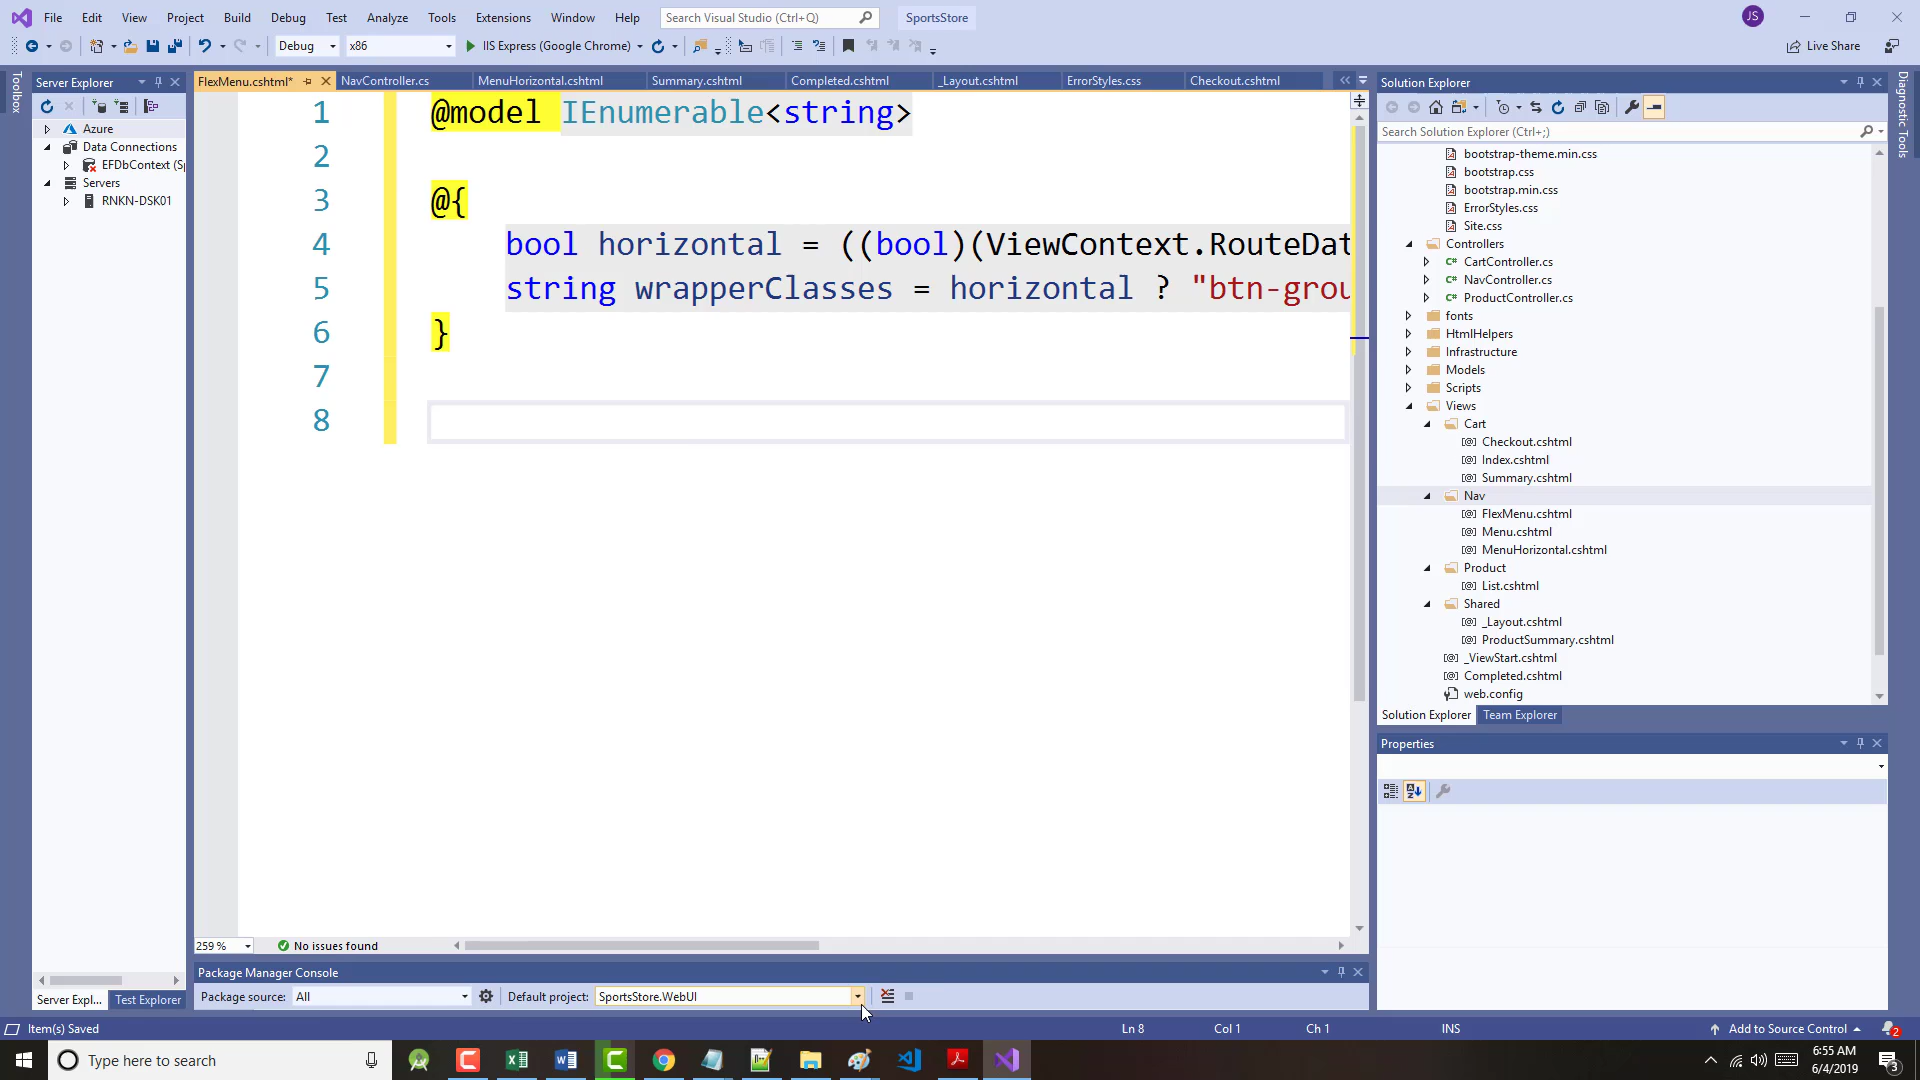 File Edit View Project Build Debug Test Analyze Tools Extensions Window Help Search Visual Studio (Ctrl+Q) SportsStore JS
Debug x86 IIS Express (Google Chrome) Live Share
Toolbox
Server Explorer
Azure
Data Connections
EFDbContext (Sp
Servers
RNKN-DSK01
Server Expl... Test Explorer
FlexMenu.cshtml* NavController.cs MenuHorizontal.cshtml Summary.cshtml Completed.cshtml _Layout.cshtml ErrorStyles.css Checkout.cshtml
1 @model IEnumerable<string>
2
3 @{
4 bool horizontal = ((bool)(ViewContext.RouteDat
5 string wrapperClasses = horizontal ? "btn-grou
6 }
7
8
259 % No issues found
Package Manager Console
Package source: All Default project: SportsStore.WebUI
Solution Explorer
Search Solution Explorer (Ctrl+;)
bootstrap-theme.min.css
bootstrap.css
bootstrap.min.css
ErrorStyles.css
Site.css
Controllers
C# CartController.cs
C# NavController.cs
C# ProductController.cs
fonts
HtmlHelpers
Infrastructure
Models
Scripts
Views
Cart
[@] Checkout.cshtml
[@] Index.cshtml
[@] Summary.cshtml
Nav
[@] FlexMenu.cshtml
[@] Menu.cshtml
[@] MenuHorizontal.cshtml
Product
[@] List.cshtml
Shared
[@] _Layout.cshtml
[@] ProductSummary.cshtml
[@] _ViewStart.cshtml
[@] Completed.cshtml
web.config
Solution Explorer Team Explorer
Properties
Diagnostic Tools
Item(s) Saved Ln 8 Col 1 Ch 1 INS Add to Source Control 2
Type here to search 6:55 AM
6/4/2019 3